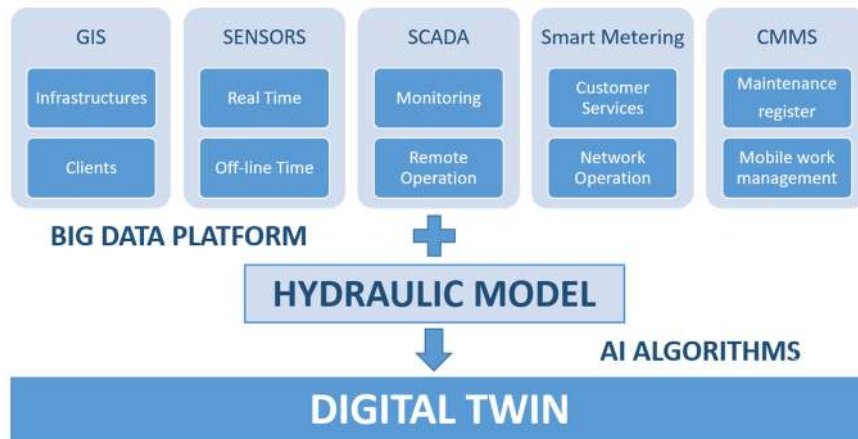 GIS
SENSORS
SCADA
Smart Metering
CMMS
Infrastructures
Real Time
Monitoring
Customer
Services
Maintenance
register
Clients
Off-line Time
Remote
Operation
Network
Operation
Mobile work
management
BIG DATA PLATFORM
HYDRAULIC MODEL
AI ALGORITHMS
DIGITAL TWIN